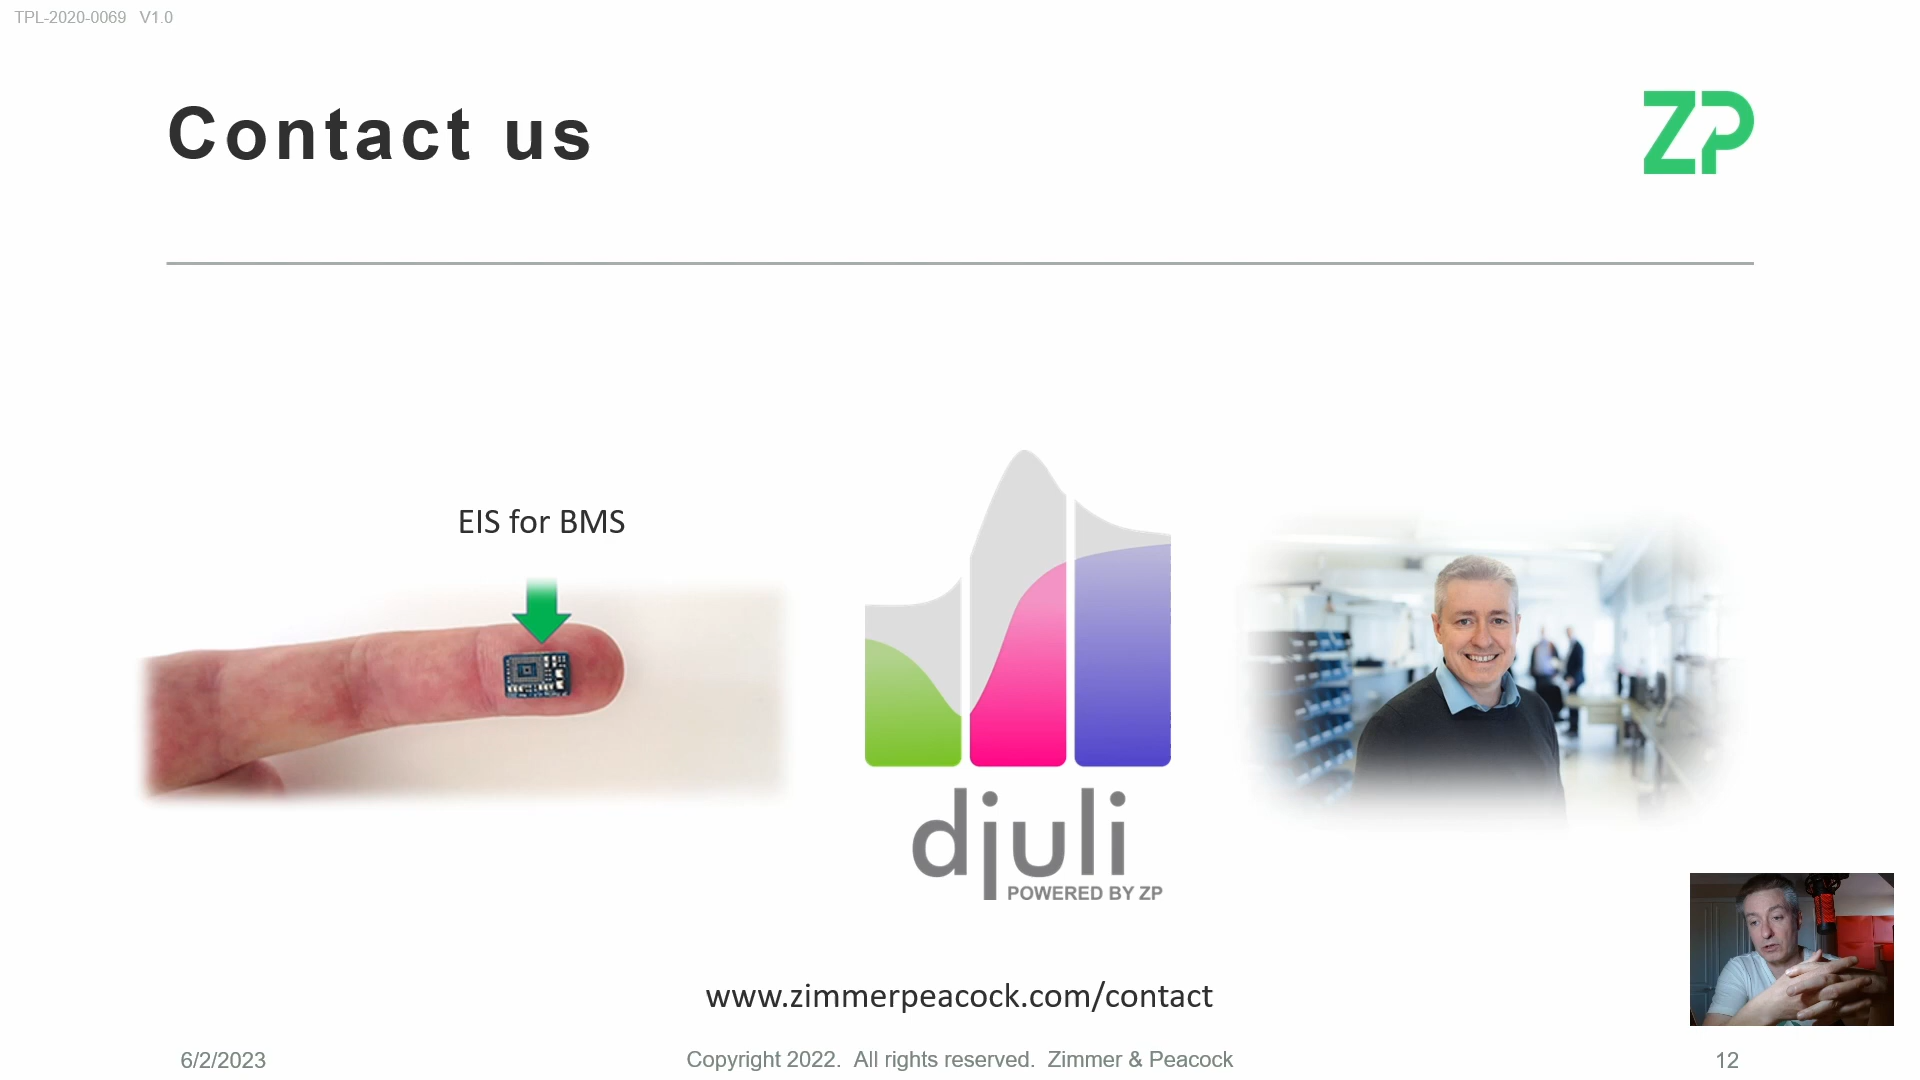 TPL-2020-0069 V1.0
Contact us
ZP
EIS for BMS
djuli
POWERED BY ZP
www.zimmerpeacock.com/contact
6/2/2023
Copyright 2022. All rights reserved. Zimmer & Peacock
12